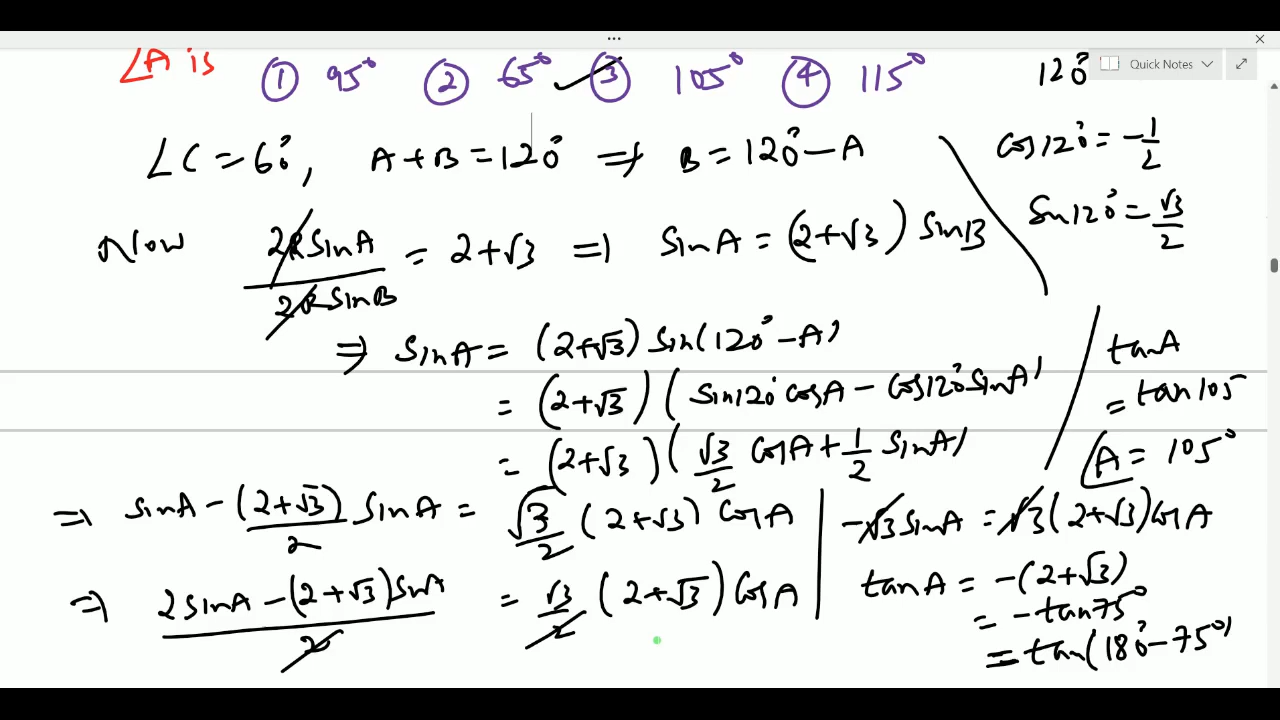 ∠A is ① 95° ② 65° ③ 105° ④ 115° 120°
Quick Notes
∠C = 60°, A + B = 120° ⇒ B = 120° − A
cos120° = −1/2
Sin120° = √3/2
Now 2R SinA / 2R SinB = 2 + √3 ⇒ SinA = (2+√3) SinB
⇒ SinA = (2+√3) Sin(120° − A)
= (2+√3) (Sin120° cosA − cos120° SinA)
= (2+√3) (√3/2 cosA + 1/2 SinA)
tanA
= tan105
A = 105°
⇒ SinA − (2+√3)/2 SinA = √3/2 (2+√3) cosA
⇒ 2SinA − (2+√3)SinA / 2 = √3/2 (2+√3) cosA
−√3 SinA = √3(2+√3)cosA
tanA = −(2+√3)
= −tan75°
= tan(180° − 75°)